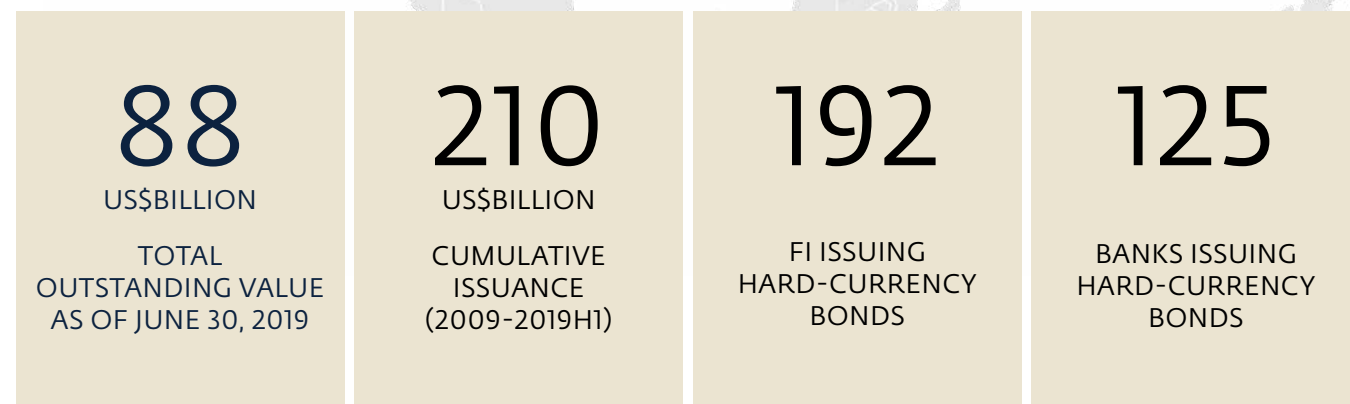 88
US$BILLION
TOTAL
OUTSTANDING VALUE
AS OF JUNE 30, 2019
210
US$BILLION
CUMULATIVE
ISSUANCE
(2009-2019H1)
192
FI ISSUING
HARD-CURRENCY
BONDS
125
BANKS ISSUING
HARD-CURRENCY
BONDS